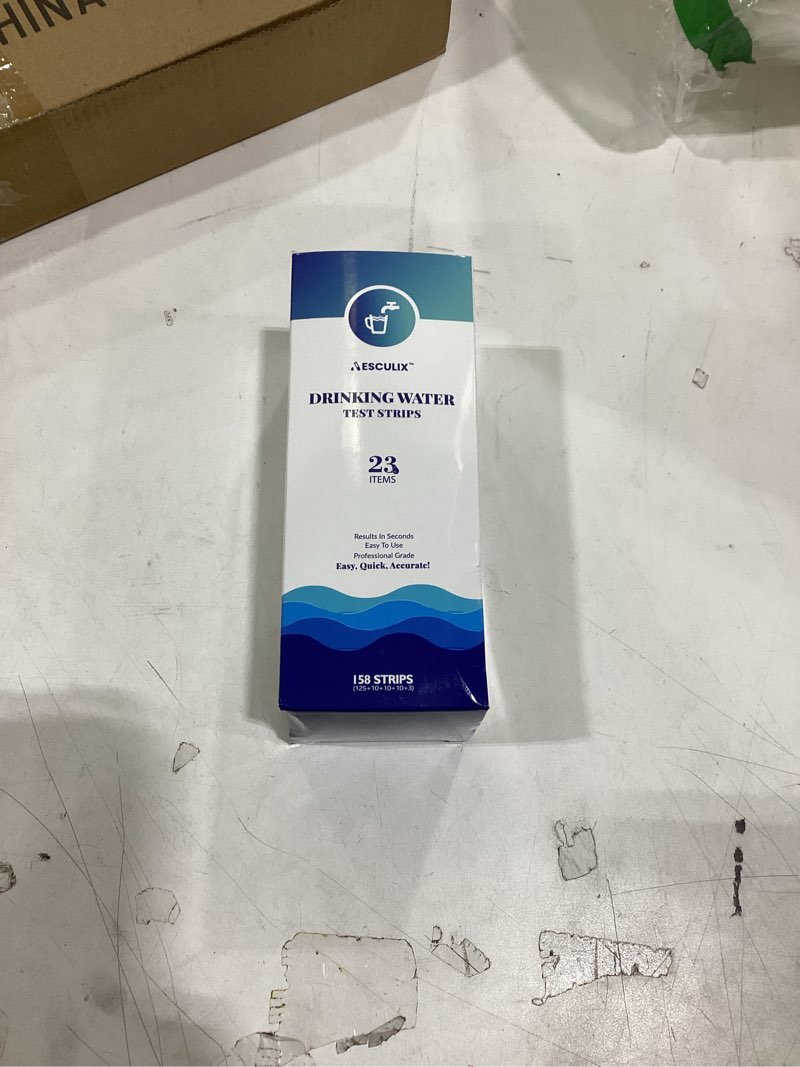 HINA
AESCULIX™
DRINKING WATER
TEST STRIPS
23
ITEMS
Results In Seconds
Easy To Use
Professional Grade
Easy, Quick, Accurate!
158 STRIPS
(125+10+10+10+3)